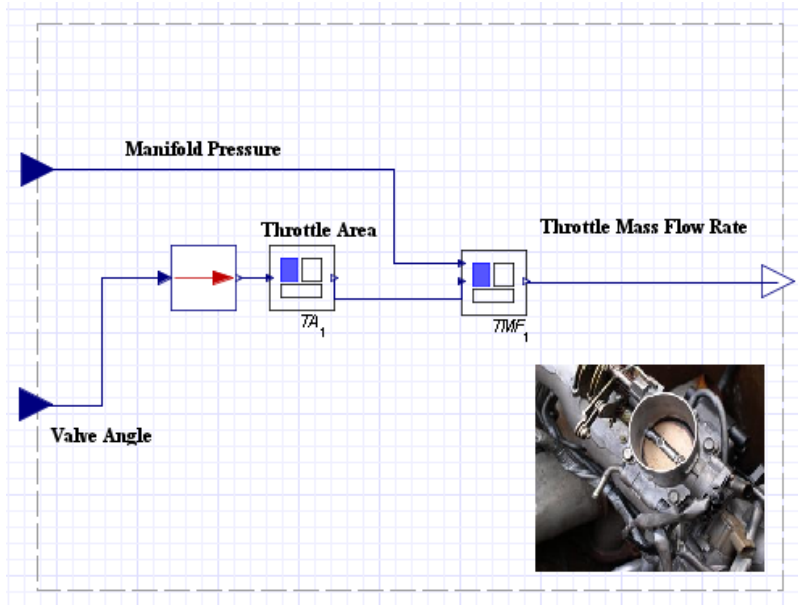 Manifold Pressure
Throttle Area
Throttle Mass Flow Rate
TA1
TMF1
Valve Angle